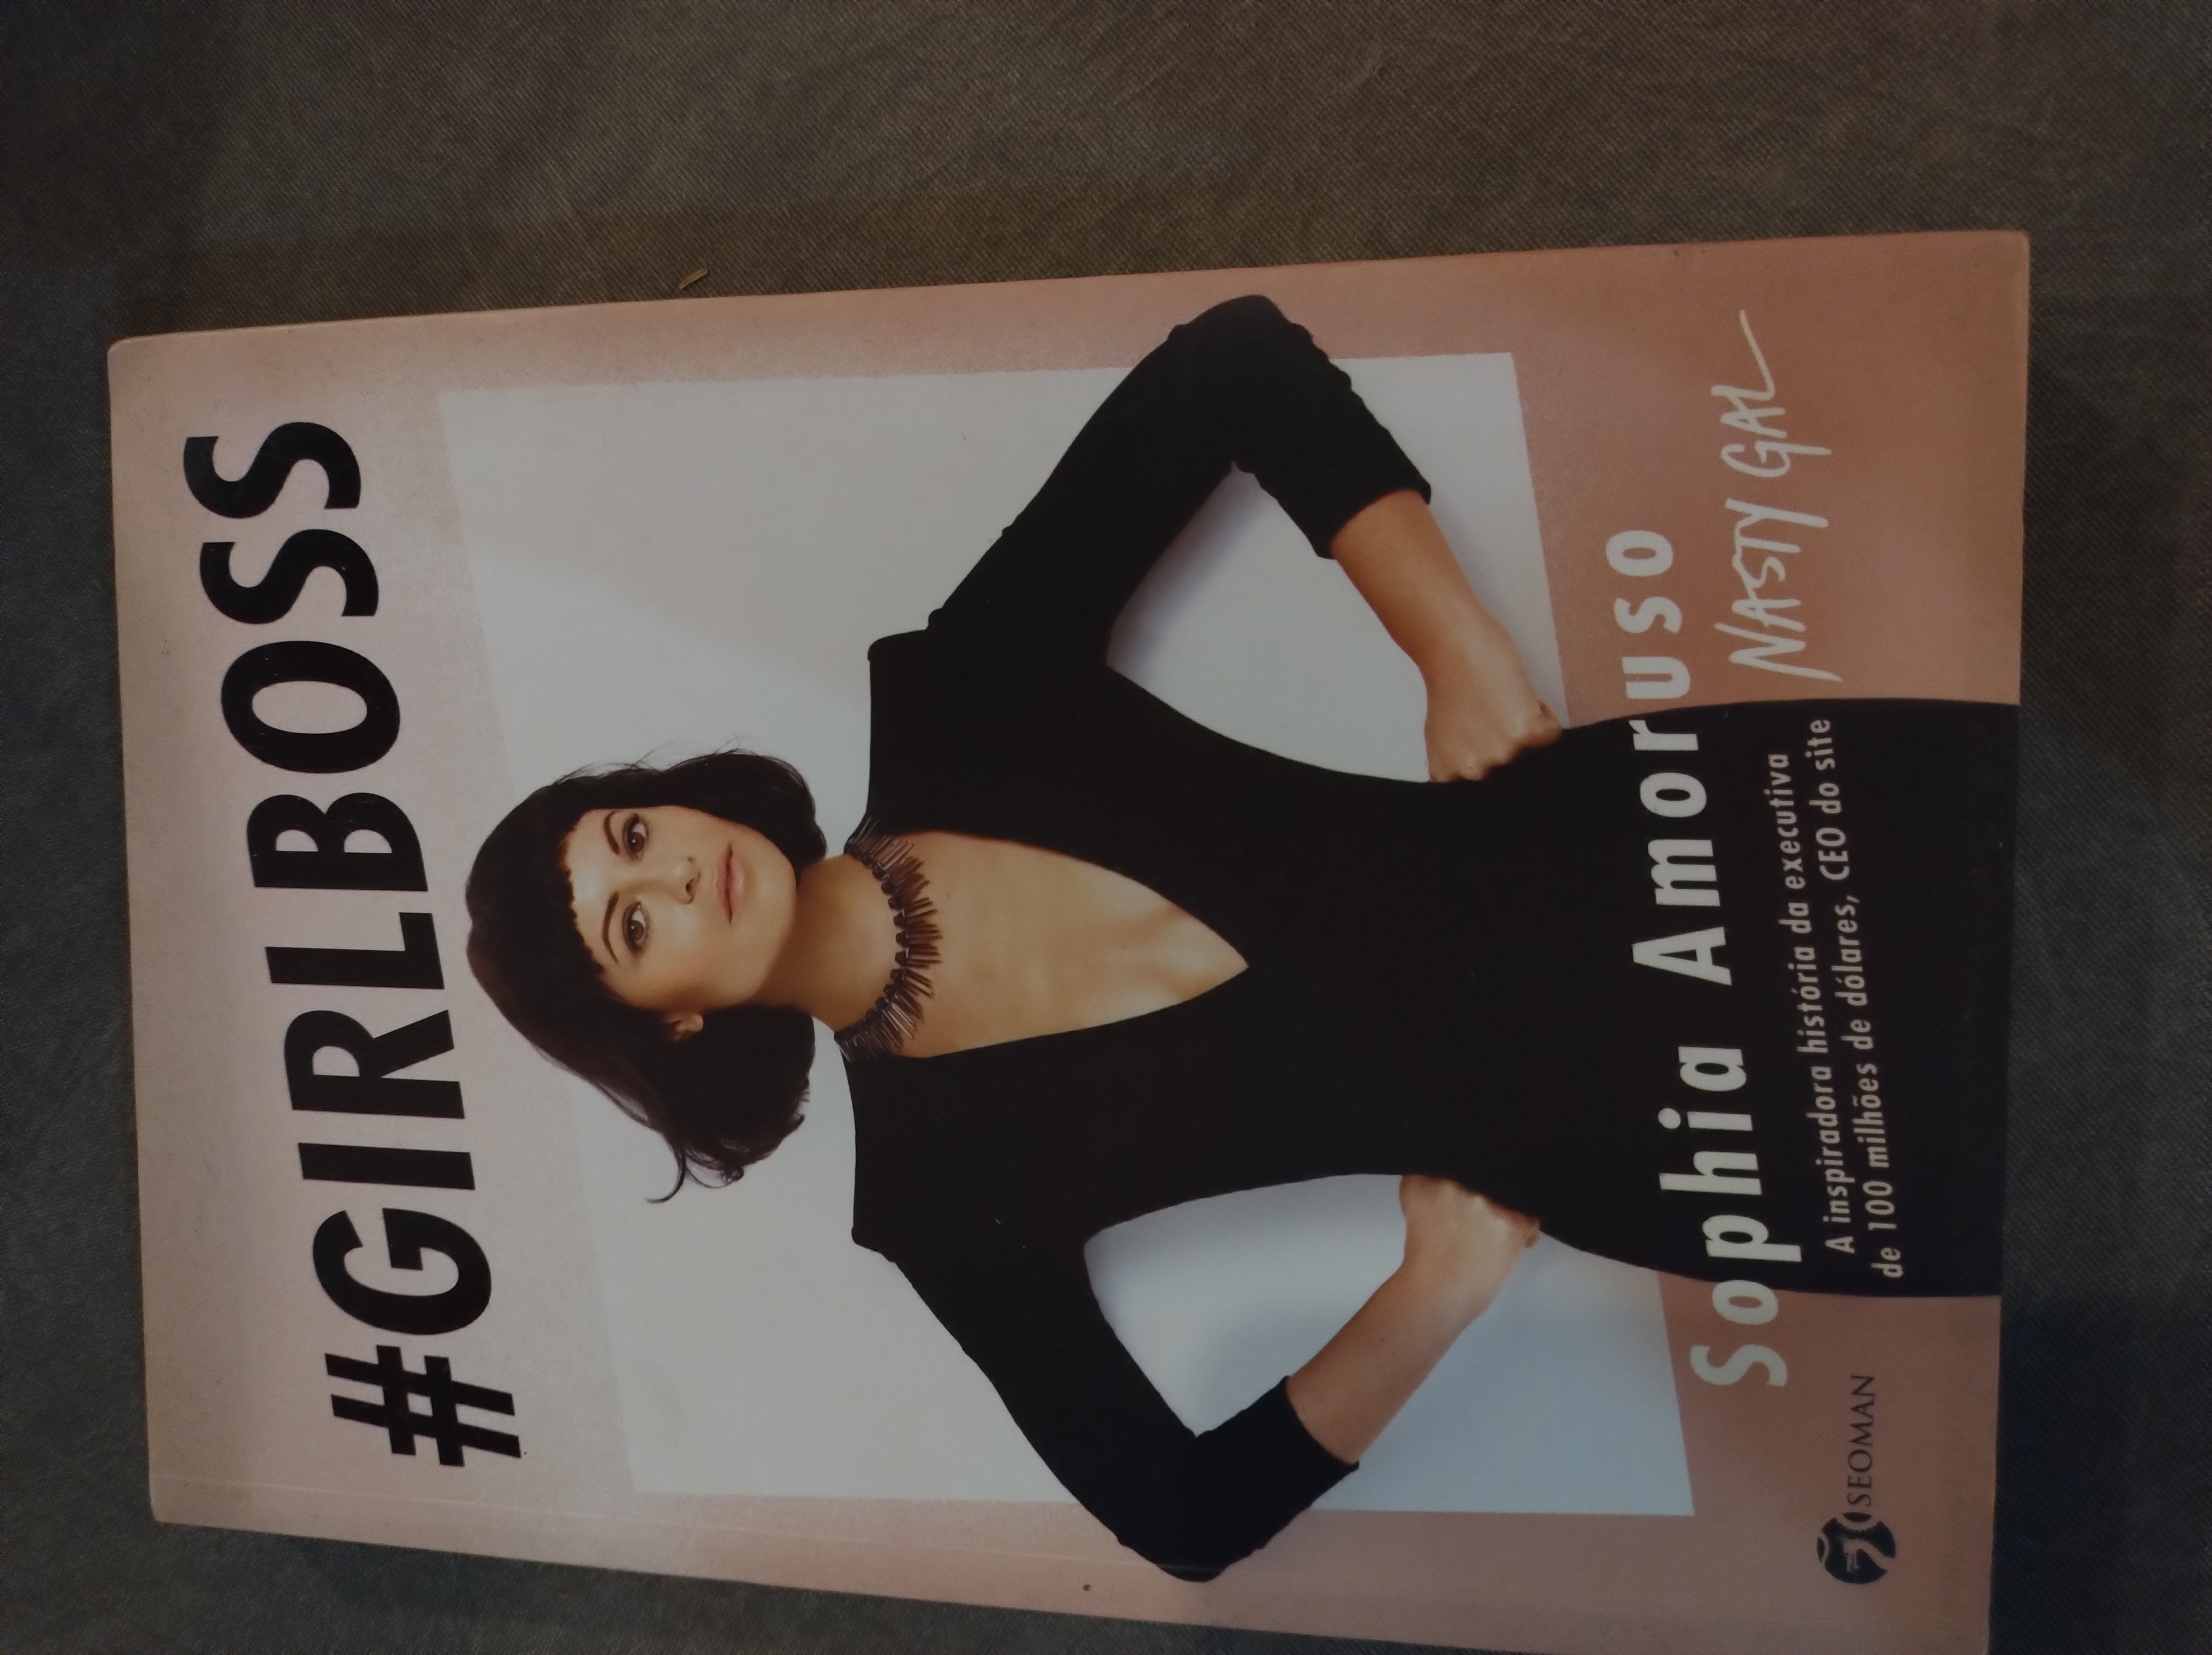 #GIRLBOSS
Sophia Amoruso
A inspiradora história da executiva
de 100 milhões de dólares, CEO do site
NASTY GAL
SEOMAN